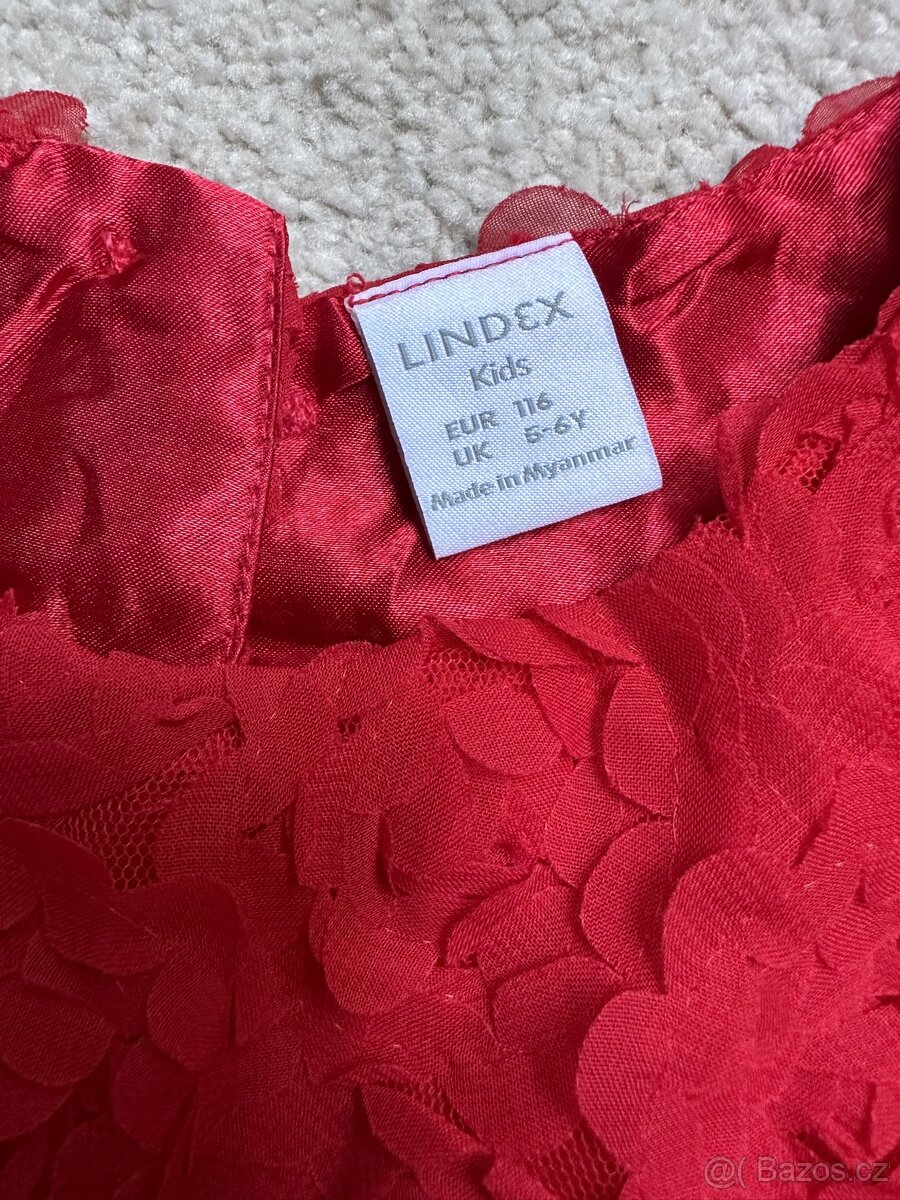 LINDEX
Kids
EUR 116
UK 5-6Y
Made in Myanmar
@( Bazos.cz